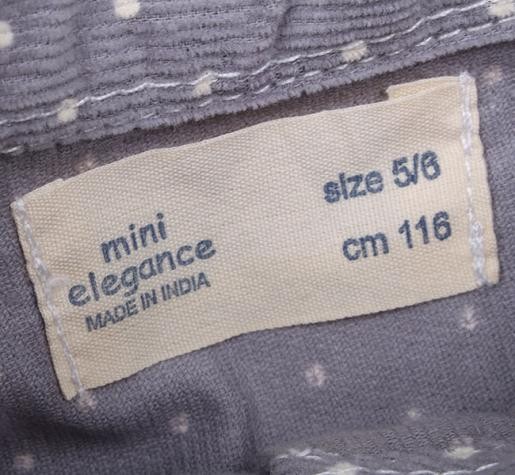 mini
elegance
MADE IN INDIA
size 5/6
cm 116